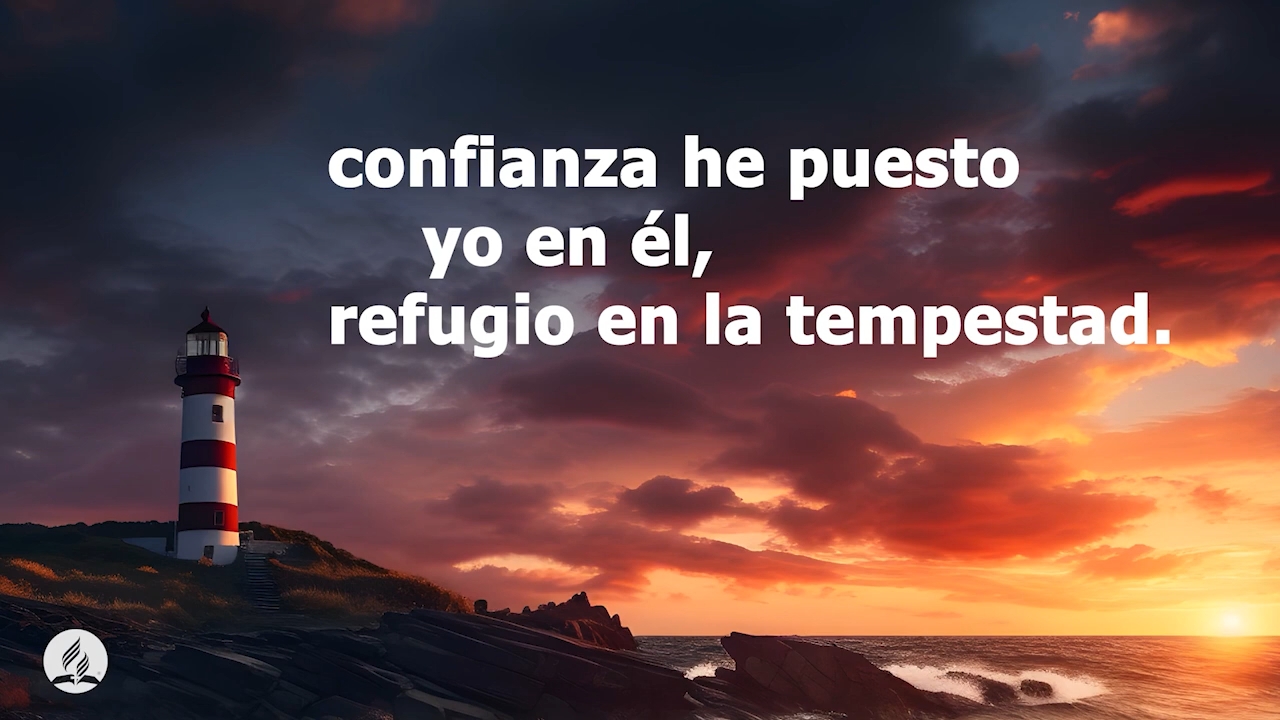 confianza he puesto
yo en él,
refugio en la tempestad.